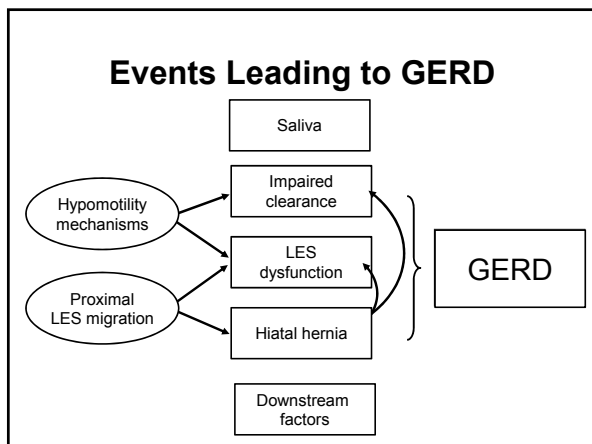 Events Leading to GERD
Saliva
Impaired
clearance
Hypomotility
mechanisms
LES
dysfunction
GERD
Proximal
LES migration
Hiatal hernia
Downstream
factors